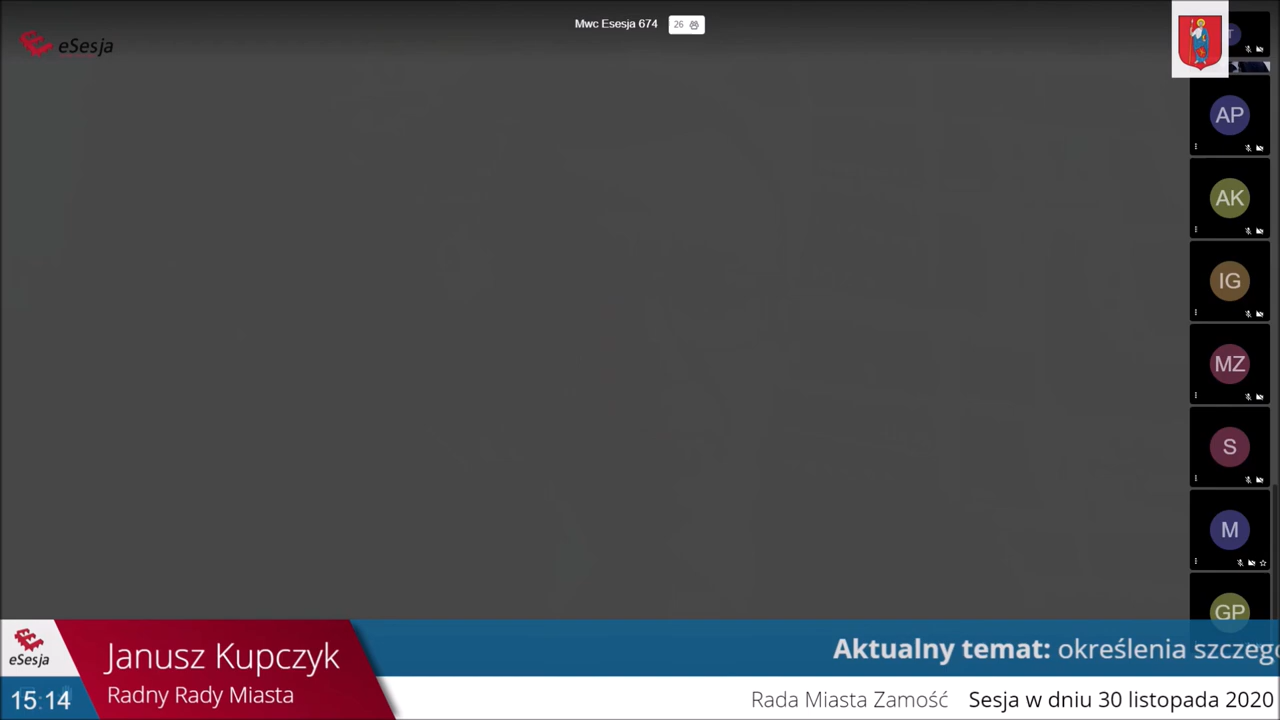 Mwc Esesja 674 26
eSesja
T
AP
AK
IG
MZ
S
M
GP
eSesja
Janusz Kupczyk
Radny Rady Miasta
Aktualny temat: określenia szczegó
15:14
Rada Miasta Zamość Sesja w dniu 30 listopada 2020